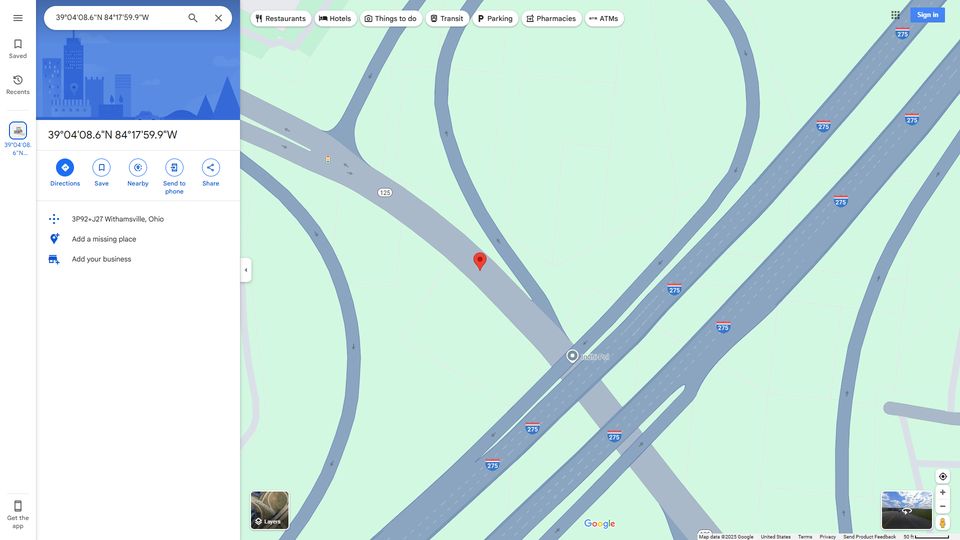 39°04'08.6"N 84°17'59.9"W
Restaurants
Hotels
Things to do
Transit
Parking
Pharmacies
ATMs
Sign in
Saved
Recents
39°04'08.
6"N...
39°04'08.6"N 84°17'59.9"W
Directions
Save
Nearby
Send to
phone
Share
3P92+J27 Withamsville, Ohio
Add a missing place
Add your business
Get the
app
125
275
275
275
275
275
275
275
275
275
Layers
Google
Map data ©2025 Google
United States
Terms
Privacy
Send Product Feedback
50 ft